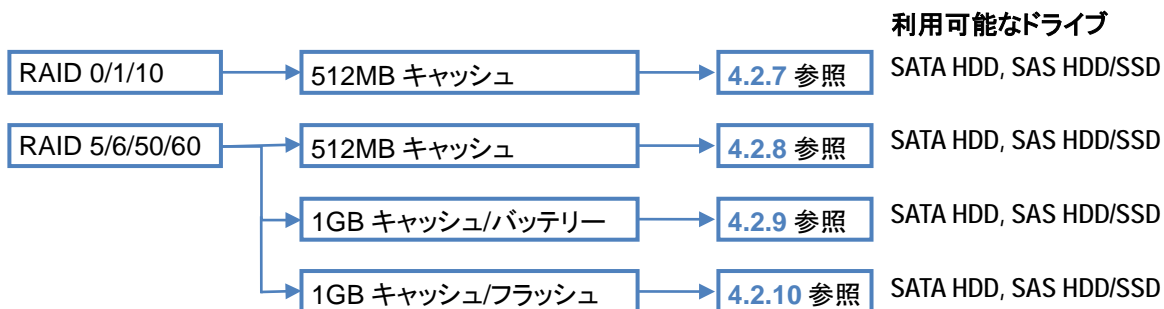 利用可能なドライブ
RAID 0/1/10 512MB キャッシュ 4.2.7 参照 SATA HDD, SAS HDD/SSD
RAID 5/6/50/60 512MB キャッシュ 4.2.8 参照 SATA HDD, SAS HDD/SSD
1GB キャッシュ/バッテリー 4.2.9 参照 SATA HDD, SAS HDD/SSD
1GB キャッシュ/フラッシュ 4.2.10 参照 SATA HDD, SAS HDD/SSD